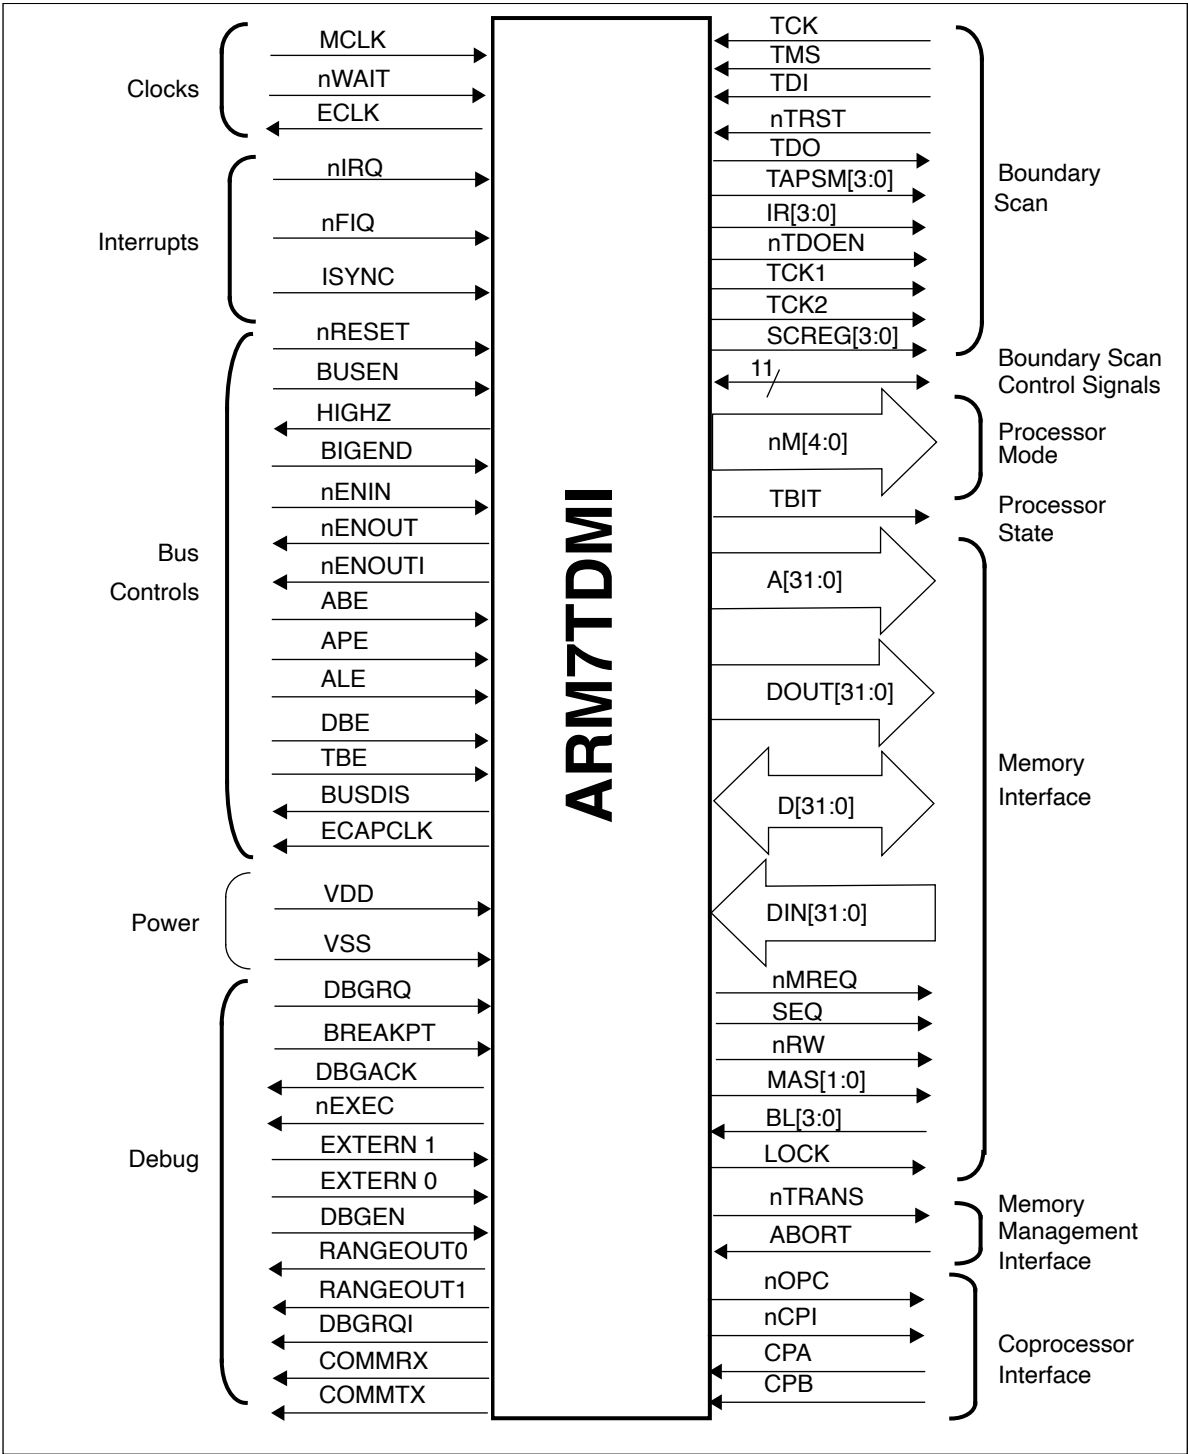 MCLK
nWAIT
Clocks
ECLK
nIRQ
nFIQ
Interrupts
ISYNC
nRESET
BUSEN
HIGHZ
BIGEND
nENIN
nENOUT
Bus
Controls
nENOUTI
ABE
APE
ALE
DBE
TBE
BUSDIS
ECAPCLK
VDD
Power
VSS
DBGRQ
BREAKPT
DBGACK
nEXEC
EXTERN 1
Debug
EXTERN 0
DBGEN
RANGEOUT0
RANGEOUT1
DBGRQI
COMMRX
COMMTX
ARM7TDMI
TCK
TMS
TDI
nTRST
TDO
TAPSM[3:0]
Boundary
Scan
IR[3:0]
nTDOEN
TCK1
TCK2
SCREG[3:0]
11
Boundary Scan
Control Signals
nM[4:0]
Processor
Mode
TBIT
Processor
State
A[31:0]
DOUT[31:0]
D[31:0]
Memory
Interface
DIN[31:0]
nMREQ
SEQ
nRW
MAS[1:0]
BL[3:0]
LOCK
nTRANS
ABORT
Memory
Management
Interface
nOPC
nCPI
CPA
CPB
Coprocessor
Interface